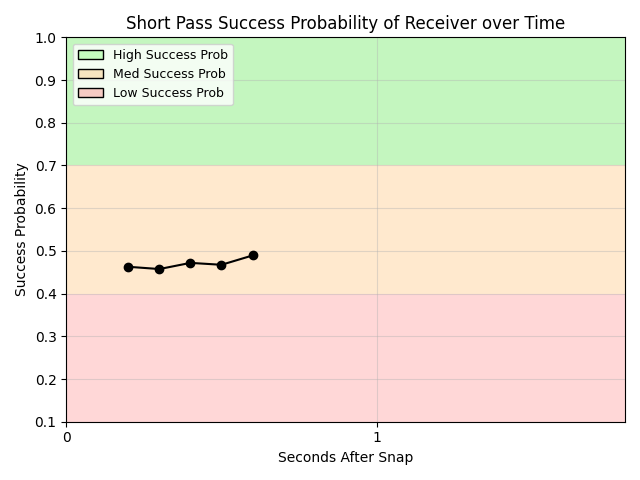 Short Pass Success Probability of Receiver over Time
1.0
0.9
0.8
0.7
0.6
0.5
0.4
0.3
0.2
0.1
Success Probability
High Success Prob
Med Success Prob
Low Success Prob
0 1
Seconds After Snap